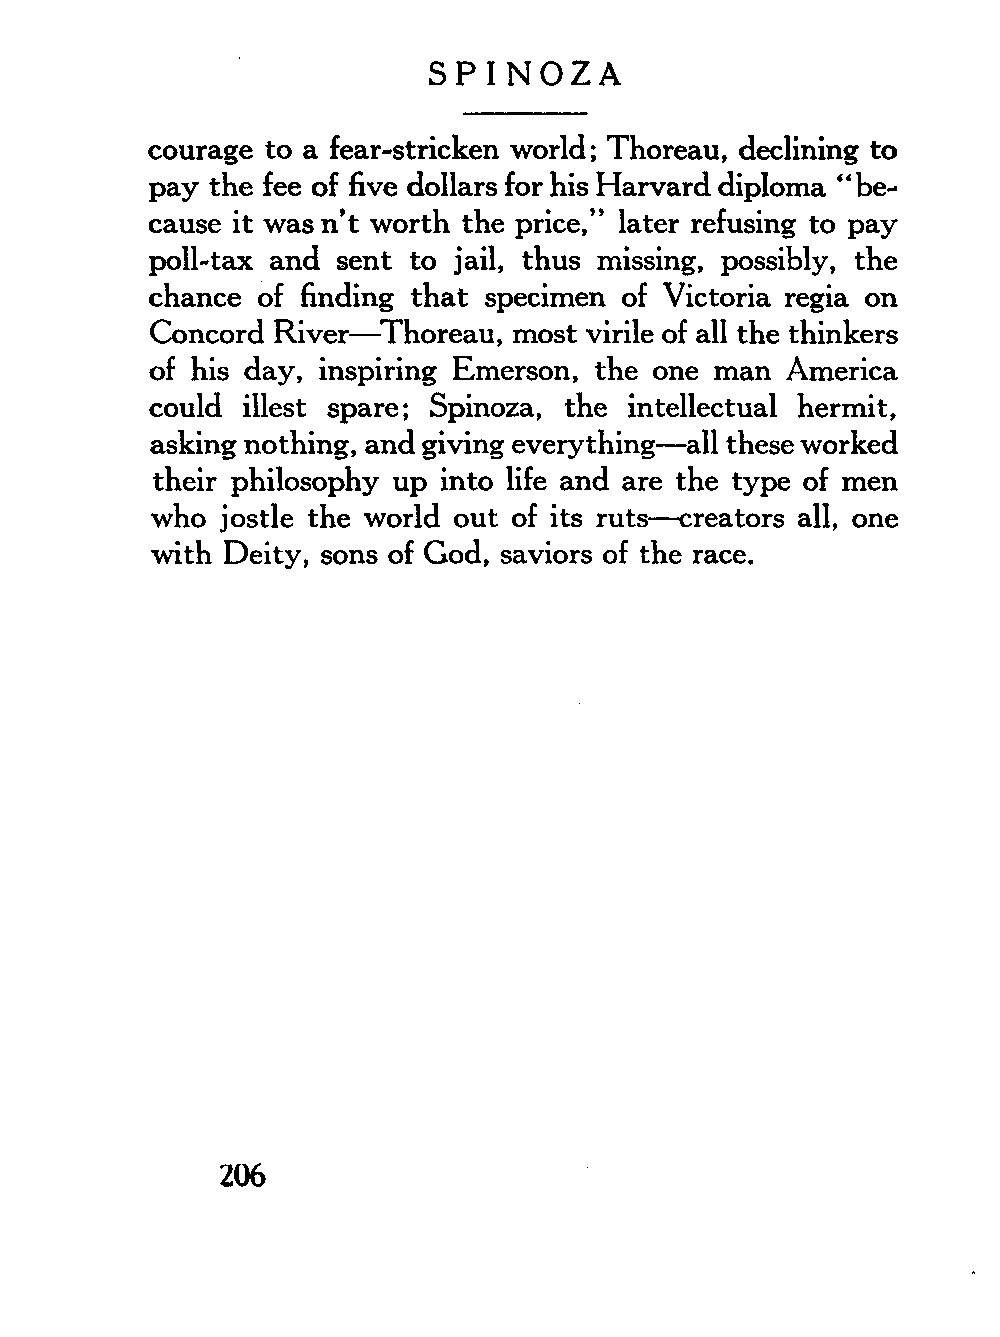 SPINOZA
courage to a fear-stricken world; Thoreau, declining to
pay the fee of five dollars for his Harvard diploma “be-
cause it was n't worth the price,” later refusing to pay
poll-tax and sent to jail, thus missing, possibly, the
chance of finding that specimen of Victoria regia on
Concord River—Thoreau, most virile of all the thinkers
of his day, inspiring Emerson, the one man America
could illest spare; Spinoza, the intellectual hermit,
asking nothing, and giving everything—all these worked
their philosophy up into life and are the type of men
who jostle the world out of its ruts—creators all, one
with Deity, sons of God, saviors of the race.
206